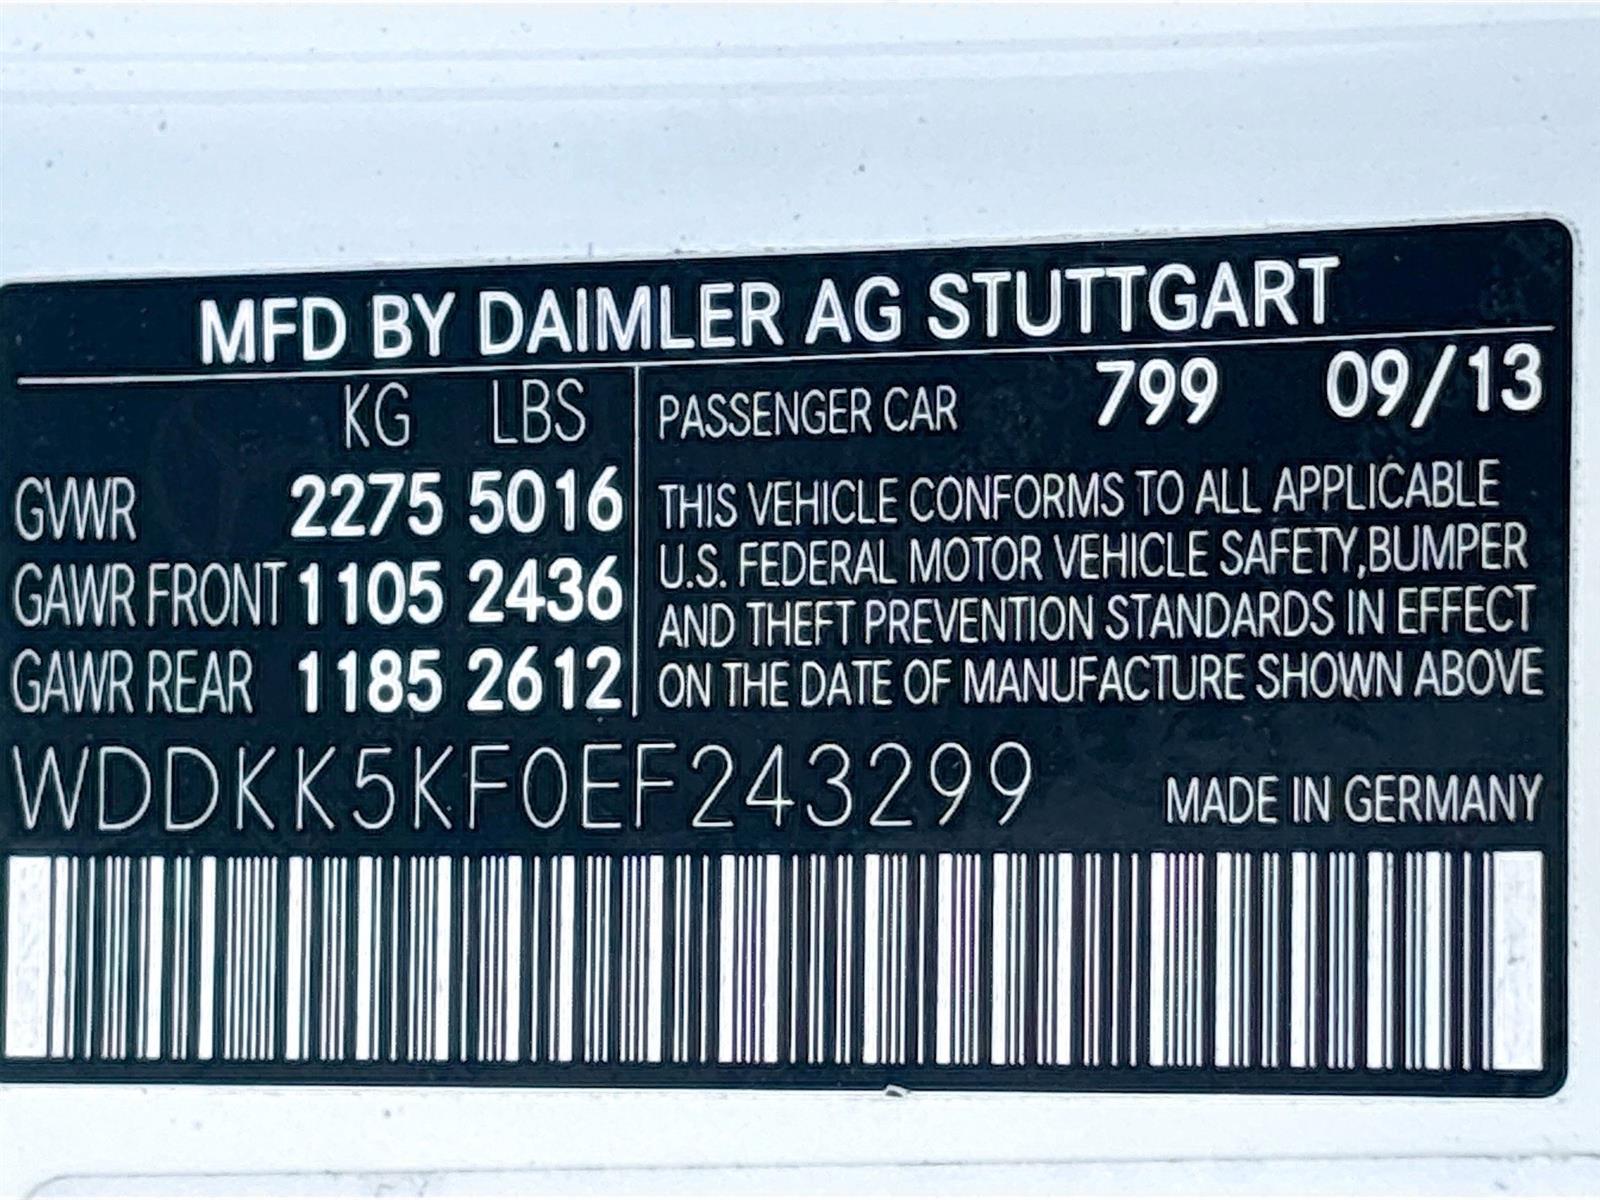 MFD BY DAIMLER AG STUTTGART
KG LBS
GVWR 2275 5016
GAWR FRONT 1105 2436
GAWR REAR 1185 2612
PASSENGER CAR 799 09/13
THIS VEHICLE CONFORMS TO ALL APPLICABLE
U.S. FEDERAL MOTOR VEHICLE SAFETY,BUMPER
AND THEFT PREVENTION STANDARDS IN EFFECT
ON THE DATE OF MANUFACTURE SHOWN ABOVE
WDDKK5KF0EF243299
MADE IN GERMANY